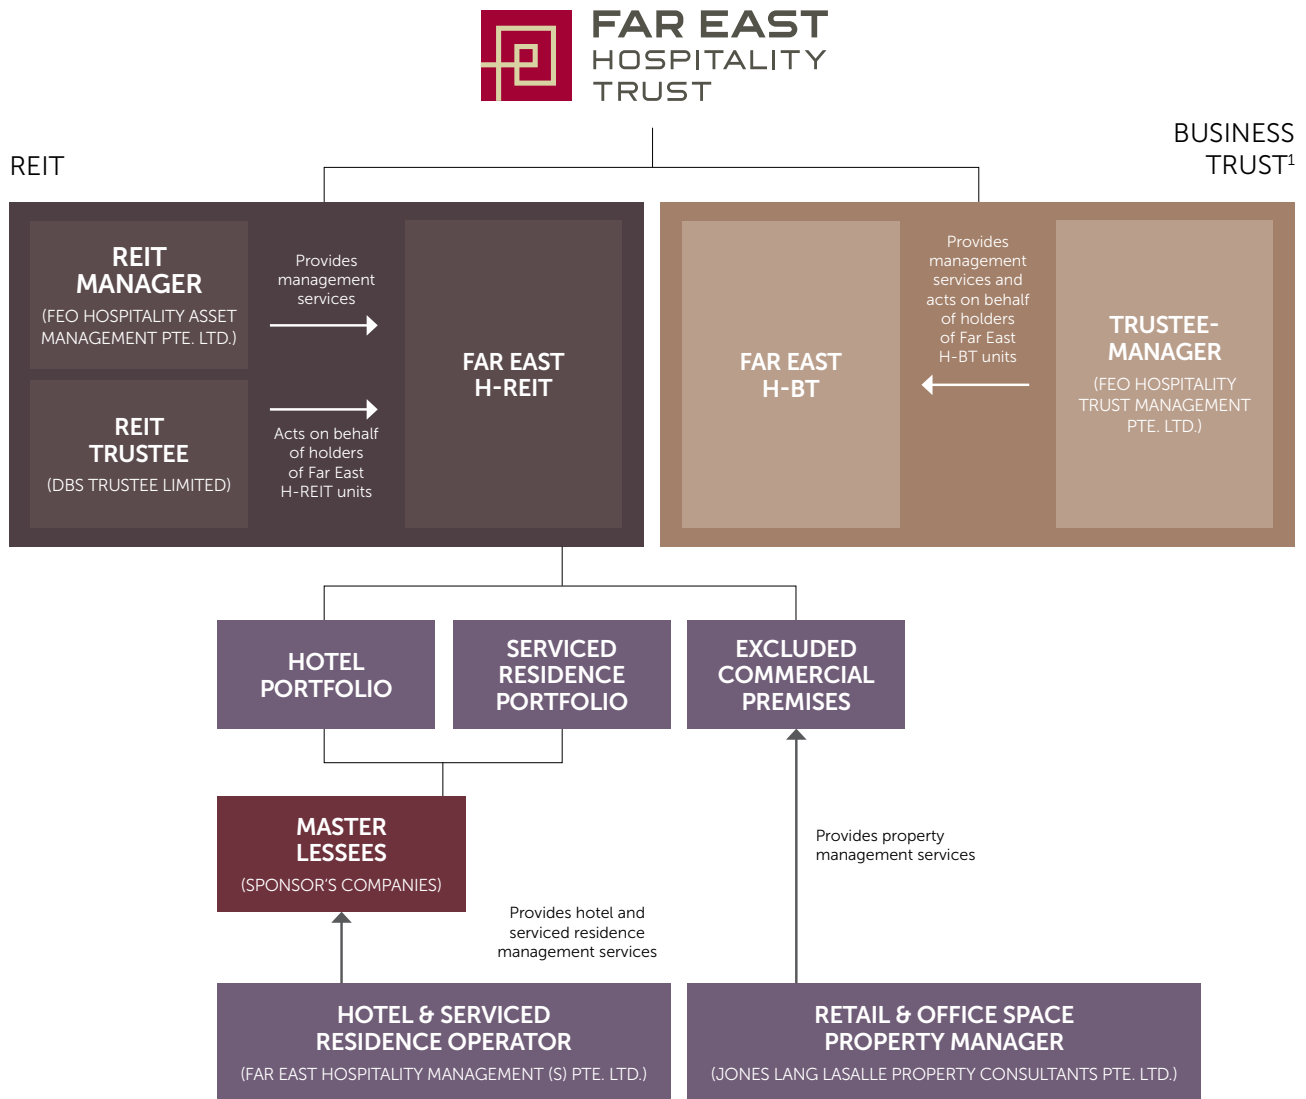 FAR EAST
HOSPITALITY
TRUST
REIT
BUSINESS
TRUST¹
REIT
MANAGER
(FEO HOSPITALITY ASSET
MANAGEMENT PTE. LTD.)
Provides
management
services
REIT
TRUSTEE
(DBS TRUSTEE LIMITED)
Acts on behalf
of holders
of Far East
H-REIT units
FAR EAST
H-REIT
FAR EAST
H-BT
Provides
management
services and
acts on behalf
of holders
of Far East
H-BT units
TRUSTEE-
MANAGER
(FEO HOSPITALITY
TRUST MANAGEMENT
PTE. LTD.)
HOTEL
PORTFOLIO
SERVICED
RESIDENCE
PORTFOLIO
EXCLUDED
COMMERCIAL
PREMISES
MASTER
LESSEES
(SPONSOR'S COMPANIES)
Provides property
management services
Provides hotel and
serviced residence
management services
HOTEL & SERVICED
RESIDENCE OPERATOR
(FAR EAST HOSPITALITY MANAGEMENT (S) PTE. LTD.)
RETAIL & OFFICE SPACE
PROPERTY MANAGER
(JONES LANG LASALLE PROPERTY CONSULTANTS PTE. LTD.)